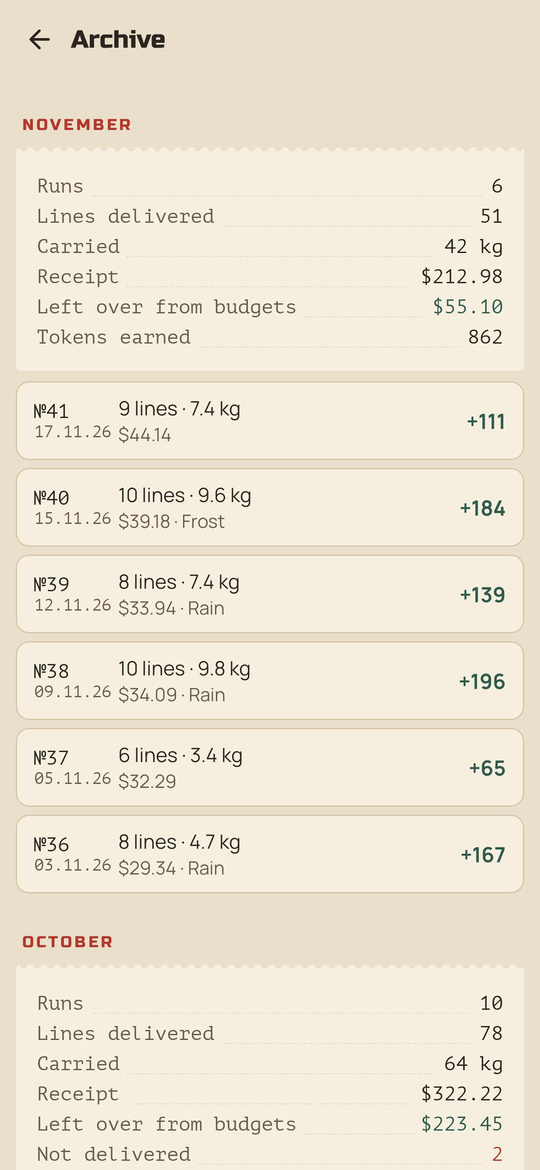 Archive
NOVEMBER
Runs 6
Lines delivered 51
Carried 42 kg
Receipt $212.98
Left over from budgets $55.10
Tokens earned 862
№41 9 lines · 7.4 kg
17.11.26 $44.14 +111
№40 10 lines · 9.6 kg
15.11.26 $39.18 · Frost +184
№39 8 lines · 7.4 kg
12.11.26 $33.94 · Rain +139
№38 10 lines · 9.8 kg
09.11.26 $34.09 · Rain +196
№37 6 lines · 3.4 kg
05.11.26 $32.29 +65
№36 8 lines · 4.7 kg
03.11.26 $29.34 · Rain +167
OCTOBER
Runs 10
Lines delivered 78
Carried 64 kg
Receipt $322.22
Left over from budgets $223.45
Not delivered 2